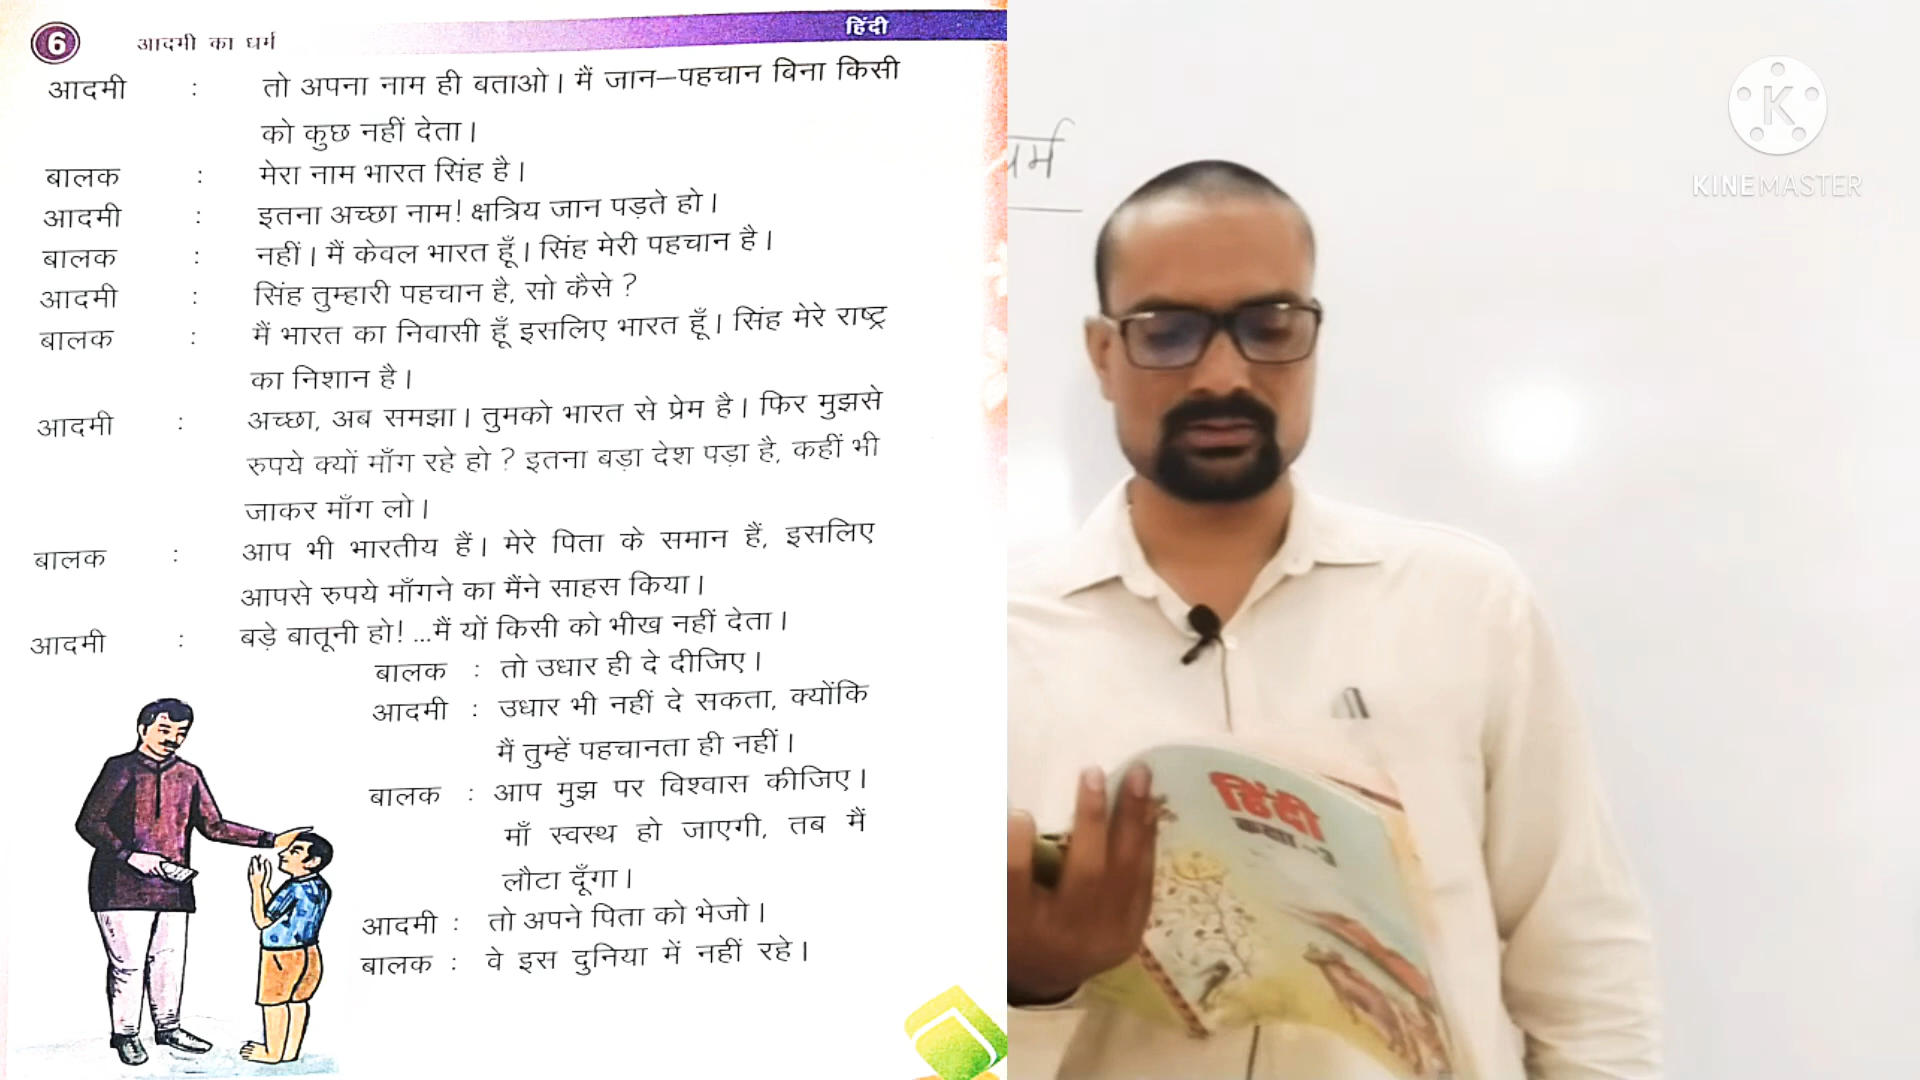 6 आदमी का धर्म हिंदी
आदमी : तो अपना नाम ही बताओ। मैं जान–पहचान बिना किसी
को कुछ नहीं देता।
बालक : मेरा नाम भारत सिंह है।
आदमी : इतना अच्छा नाम! क्षत्रिय जान पड़ते हो।
बालक : नहीं। मैं केवल भारत हूँ। सिंह मेरी पहचान है।
आदमी : सिंह तुम्हारी पहचान है, सो कैसे ?
बालक : मैं भारत का निवासी हूँ इसलिए भारत हूँ। सिंह मेरे राष्ट्र
का निशान है।
आदमी : अच्छा, अब समझा। तुमको भारत से प्रेम है। फिर मुझसे
रुपये क्यों माँग रहे हो ? इतना बड़ा देश पड़ा है, कहीं भी
जाकर माँग लो।
बालक : आप भी भारतीय हैं। मेरे पिता के समान हैं, इसलिए
आपसे रुपये माँगने का मैंने साहस किया।
आदमी : बड़े बातूनी हो! ...मैं यों किसी को भीख नहीं देता।
बालक : तो उधार ही दे दीजिए।
आदमी : उधार भी नहीं दे सकता, क्योंकि
मैं तुम्हें पहचानता ही नहीं।
बालक : आप मुझ पर विश्वास कीजिए।
माँ स्वस्थ हो जाएगी, तब मैं
लौटा दूँगा।
आदमी : तो अपने पिता को भेजो।
बालक : वे इस दुनिया में नहीं रहे।
धर्म
K
KINEMASTER
हिंदी
कक्षा -3